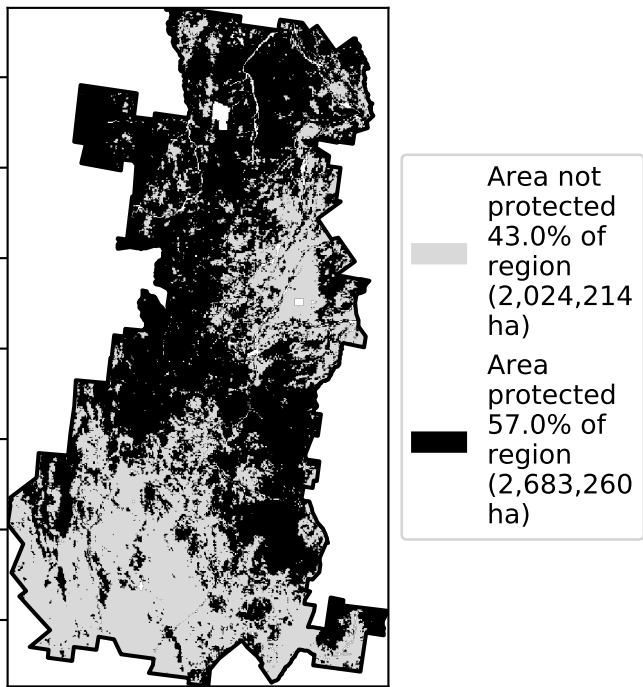 Area not
protected
43.0% of
region
(2,024,214
ha)
Area
protected
57.0% of
region
(2,683,260
ha)